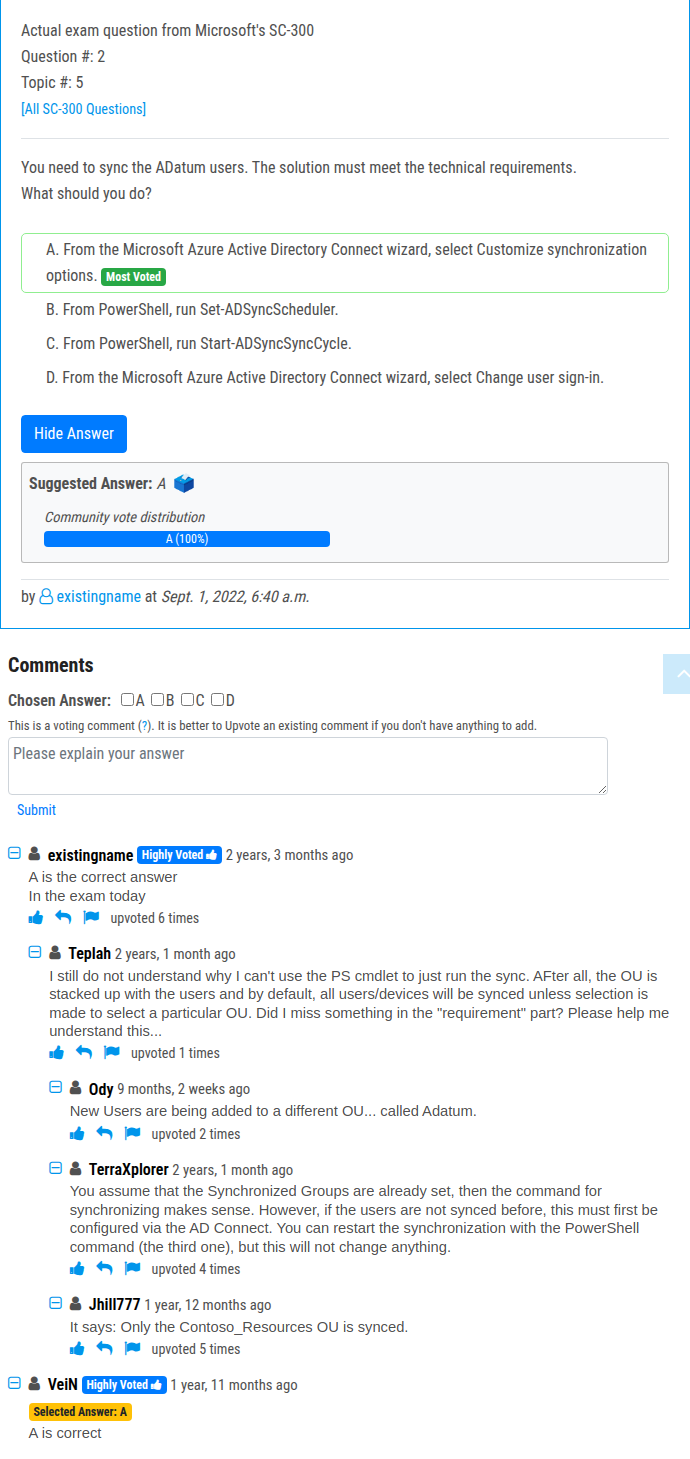 Actual exam question from Microsoft's SC-300
Question #: 2
Topic #: 5
[All SC-300 Questions]
You need to sync the ADatum users. The solution must meet the technical requirements.
What should you do?
A. From the Microsoft Azure Active Directory Connect wizard, select Customize synchronization
options. Most Voted
B. From PowerShell, run Set-ADSyncScheduler.
C. From PowerShell, run Start-ADSyncSyncCycle.
D. From the Microsoft Azure Active Directory Connect wizard, select Change user sign-in.
Hide Answer
Suggested Answer: A
Community vote distribution
A (100%)
by existingname at Sept. 1, 2022, 6:40 a.m.
Comments
Chosen Answer: A B C D
This is a voting comment (?). It is better to Upvote an existing comment if you don't have anything to add.
Please explain your answer
Submit
existingname Highly Voted 2 years, 3 months ago
A is the correct answer
In the exam today
upvoted 6 times
Teplah 2 years, 1 month ago
I still do not understand why I can't use the PS cmdlet to just run the sync. AFter all, the OU is
stacked up with the users and by default, all users/devices will be synced unless selection is
made to select a particular OU. Did I miss something in the "requirement" part? Please help me
understand this...
upvoted 1 times
Ody 9 months, 2 weeks ago
New Users are being added to a different OU... called Adatum.
upvoted 2 times
TerraXplorer 2 years, 1 month ago
You assume that the Synchronized Groups are already set, then the command for
synchronizing makes sense. However, if the users are not synced before, this must first be
configured via the AD Connect. You can restart the synchronization with the PowerShell
command (the third one), but this will not change anything.
upvoted 4 times
Jhill777 1 year, 12 months ago
It says: Only the Contoso_Resources OU is synced.
upvoted 5 times
VeiN Highly Voted 1 year, 11 months ago
Selected Answer: A
A is correct